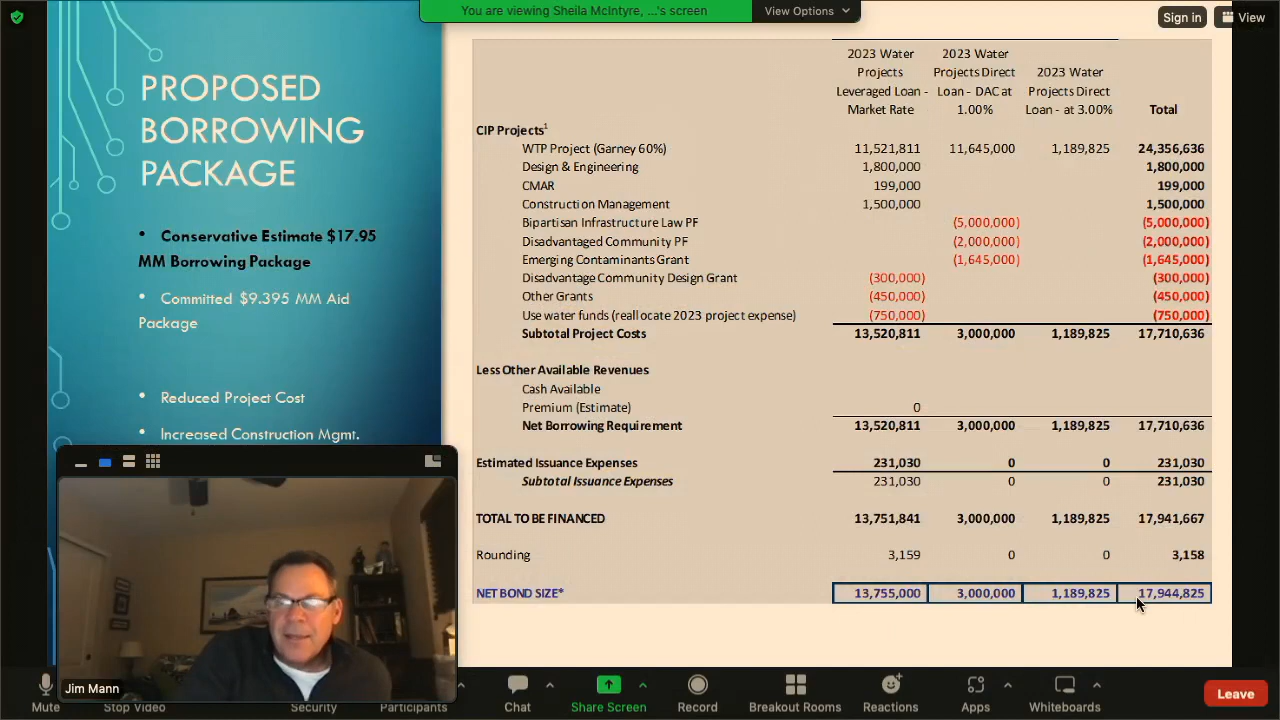 You are viewing Sheila McIntyre, ...'s screen
View Options
Sign in
View
PROPOSED
BORROWING
PACKAGE
• Conservative Estimate $17.95
MM Borrowing Package
• Committed $9.395 MM Aid
Package
• Reduced Project Cost
• Increased Construction Mgmt.
2023 Water Projects Leveraged Loan - Market Rate
2023 Water Projects Direct Loan - DAC at 1.00%
2023 Water Projects Direct Loan - at 3.00%
Total
CIP Projects¹
WTP Project (Garney 60%) 11,521,811 11,645,000 1,189,825 24,356,636
Design & Engineering 1,800,000 1,800,000
CMAR 199,000 199,000
Construction Management 1,500,000 1,500,000
Bipartisan Infrastructure Law PF (5,000,000) (5,000,000)
Disadvantaged Community PF (2,000,000) (2,000,000)
Emerging Contaminants Grant (1,645,000) (1,645,000)
Disadvantage Community Design Grant (300,000) (300,000)
Other Grants (450,000) (450,000)
Use water funds (reallocate 2023 project expense) (750,000) (750,000)
Subtotal Project Costs 13,520,811 3,000,000 1,189,825 17,710,636
Less Other Available Revenues
Cash Available
Premium (Estimate) 0
Net Borrowing Requirement 13,520,811 3,000,000 1,189,825 17,710,636
Estimated Issuance Expenses 231,030 0 0 231,030
Subtotal Issuance Expenses 231,030 0 0 231,030
TOTAL TO BE FINANCED 13,751,841 3,000,000 1,189,825 17,941,667
Rounding 3,159 0 0 3,158
NET BOND SIZE* 13,755,000 3,000,000 1,189,825 17,944,825
Jim Mann
Mute
Stop Video
Security
Participants
Chat
Share Screen
Record
Breakout Rooms
Reactions
Apps
Whiteboards
Leave